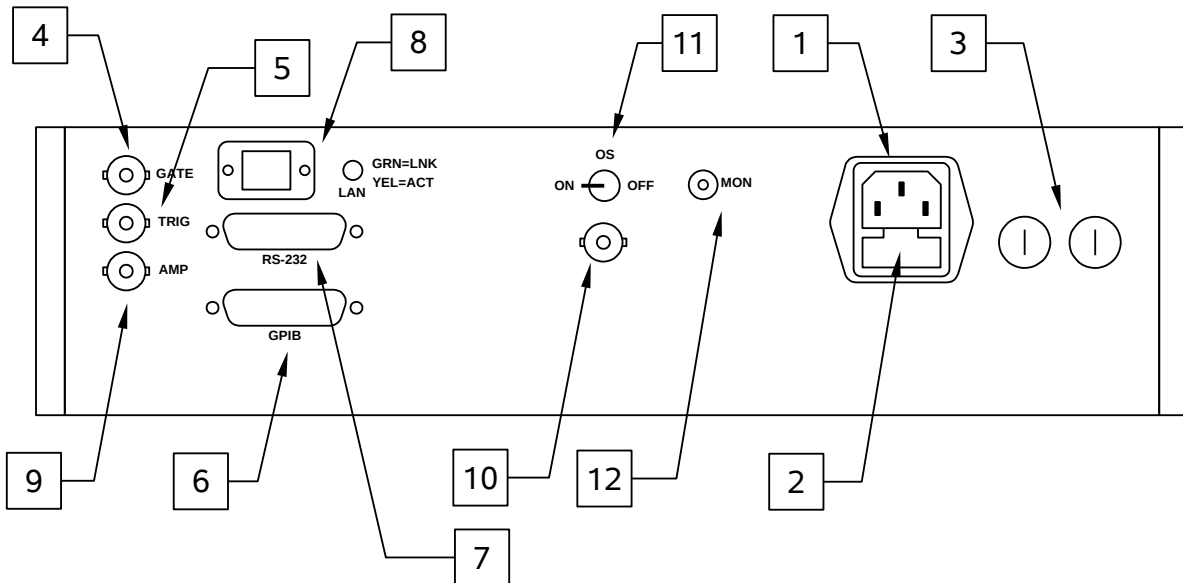 4
5
8
11
1
3
GATE
GRN=LNK
YEL=ACT
LAN
OS
ON
OFF
MON
TRIG
RS-232
AMP
GPIB
9
6
10
12
2
7